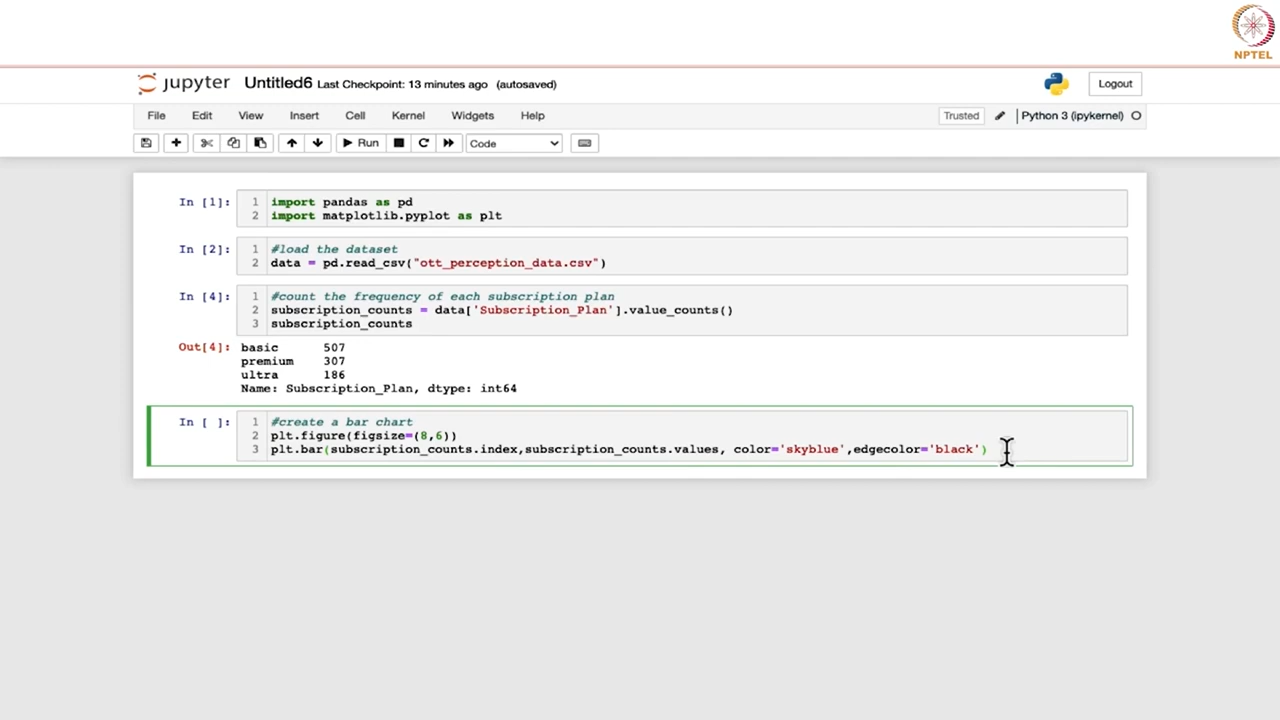 NPTEL
jupyter Untitled6 Last Checkpoint: 13 minutes ago (autosaved)
Logout
File Edit View Insert Cell Kernel Widgets Help
Trusted Python 3 (ipykernel)
Run Code
In [1]: 1 import pandas as pd
2 import matplotlib.pyplot as plt
In [2]: 1 #load the dataset
2 data = pd.read_csv("ott_perception_data.csv")
In [4]: 1 #count the frequency of each subscription plan
2 subscription_counts = data['Subscription_Plan'].value_counts()
3 subscription_counts
Out[4]: basic 507
premium 307
ultra 186
Name: Subscription_Plan, dtype: int64
In [ ]: 1 #create a bar chart
2 plt.figure(figsize=(8,6))
3 plt.bar(subscription_counts.index,subscription_counts.values, color='skyblue',edgecolor='black')